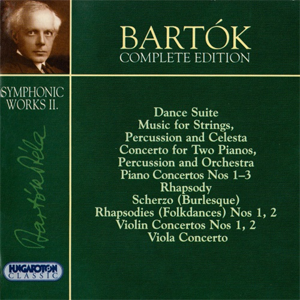 BARTÓK
COMPLETE EDITION
SYMPHONIC
WORKS II.
Dance Suite
Music for Strings,
Percussion and Celesta
Concerto for Two Pianos,
Percussion and Orchestra
Piano Concertos Nos 1–3
Rhapsody
Scherzo (Burlesque)
Rhapsodies (Folkdances) Nos 1, 2
Violin Concertos Nos 1, 2
Viola Concerto
Bartók Béla
HUNGAROTON
CLASSIC